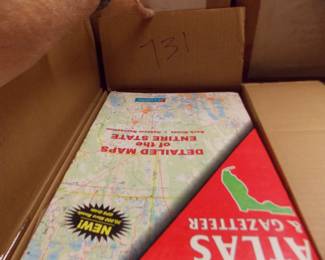 731
DETAILED MAPS
of the
ENTIRE STATE
NEW!
ATLAS
& GAZETTEER